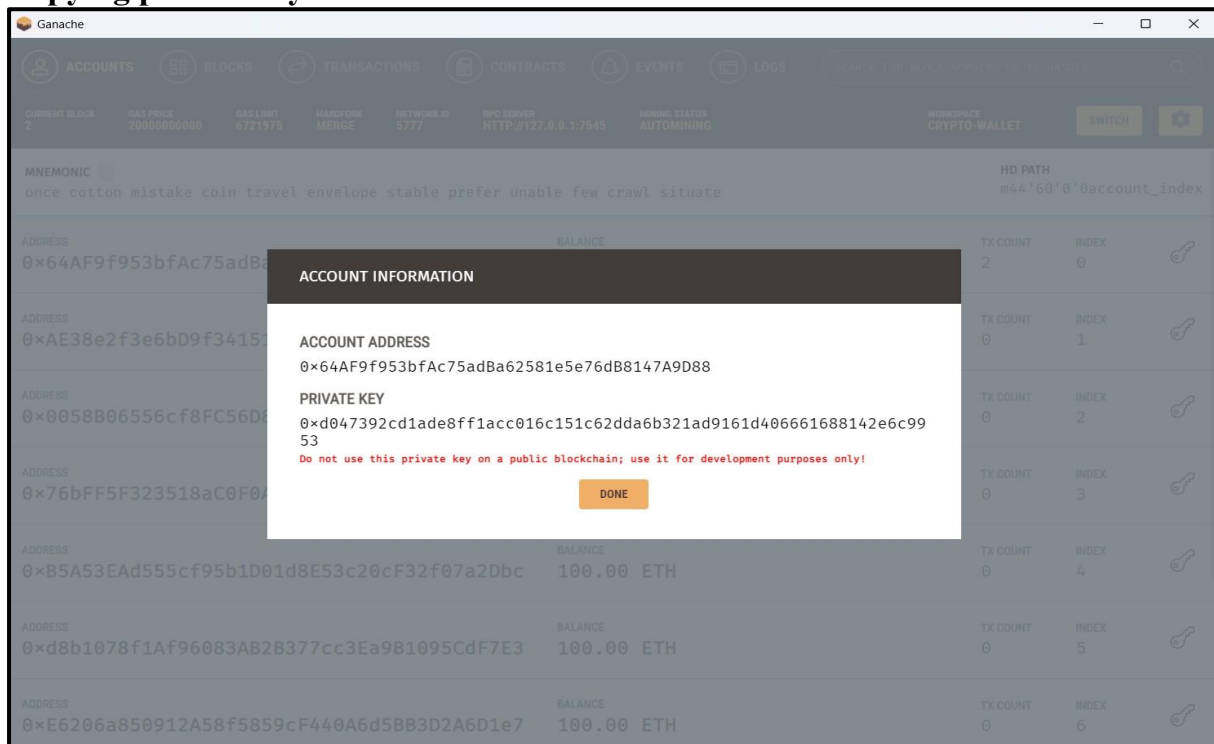 Ganache
ACCOUNTS BLOCKS TRANSACTIONS CONTRACTS EVENTS LOGS
CURRENT BLOCK GAS PRICE GAS LIMIT HARDFORK NETWORK ID RPC SERVER MINING STATUS WORKSPACE
2 20000000000 6721975 MERGE 5777 HTTP://127.0.0.1:7545 AUTOMINING CRYPTO-WALLET SWITCH
MNEMONIC HD PATH
once cotton mistake coin travel envelope stable prefer unable few crawl situate m44'60'0'0account_index
ADDRESS BALANCE TX COUNT INDEX
0×64AF9f953bfAc75adBa 2 0
ACCOUNT INFORMATION
ADDRESS TX COUNT INDEX
0×AE38e2f3e6bD9f34151 0 1
ACCOUNT ADDRESS
0×64AF9f953bfAc75adBa62581e5e76dB8147A9D88
PRIVATE KEY
0×d047392cd1ade8ff1acc016c151c62dda6b321ad9161d406661688142e6c99
53
Do not use this private key on a public blockchain; use it for development purposes only!
DONE
ADDRESS TX COUNT INDEX
0×0058B06556cf8FC56D8 0 2
ADDRESS TX COUNT INDEX
0×76bFF5F323518aC0F0A 0 3
ADDRESS BALANCE TX COUNT INDEX
0×B5A53EAd555cf95b1D01d8E53c20cF32f07a2Dbc 100.00 ETH 0 4
ADDRESS BALANCE TX COUNT INDEX
0×d8b1078f1Af96083AB2B377cc3Ea9B1095CdF7E3 100.00 ETH 0 5
ADDRESS BALANCE TX COUNT INDEX
0×E6206a850912A58f5859cF440A6d5BB3D2A6D1e7 100.00 ETH 0 6